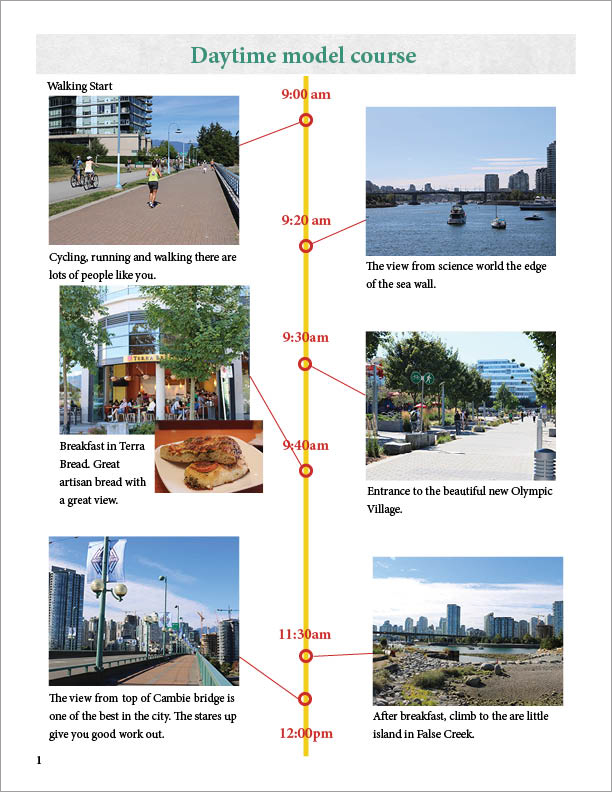 Daytime model course
Walking Start
9:00 am
Cycling, running and walking there are
lots of people like you.
9:20 am
The view from science world the edge
of the sea wall.
9:30am
Entrance to the beautiful new Olympic
Village.
TERRA
9:40am
Breakfast in Terra
Bread. Great
artisan bread with
a great view.
11:30am
After breakfast, climb to the are little
island in False Creek.
The view from top of Cambie bridge is
one of the best in the city. The stares up
give you good work out.
12:00pm
1